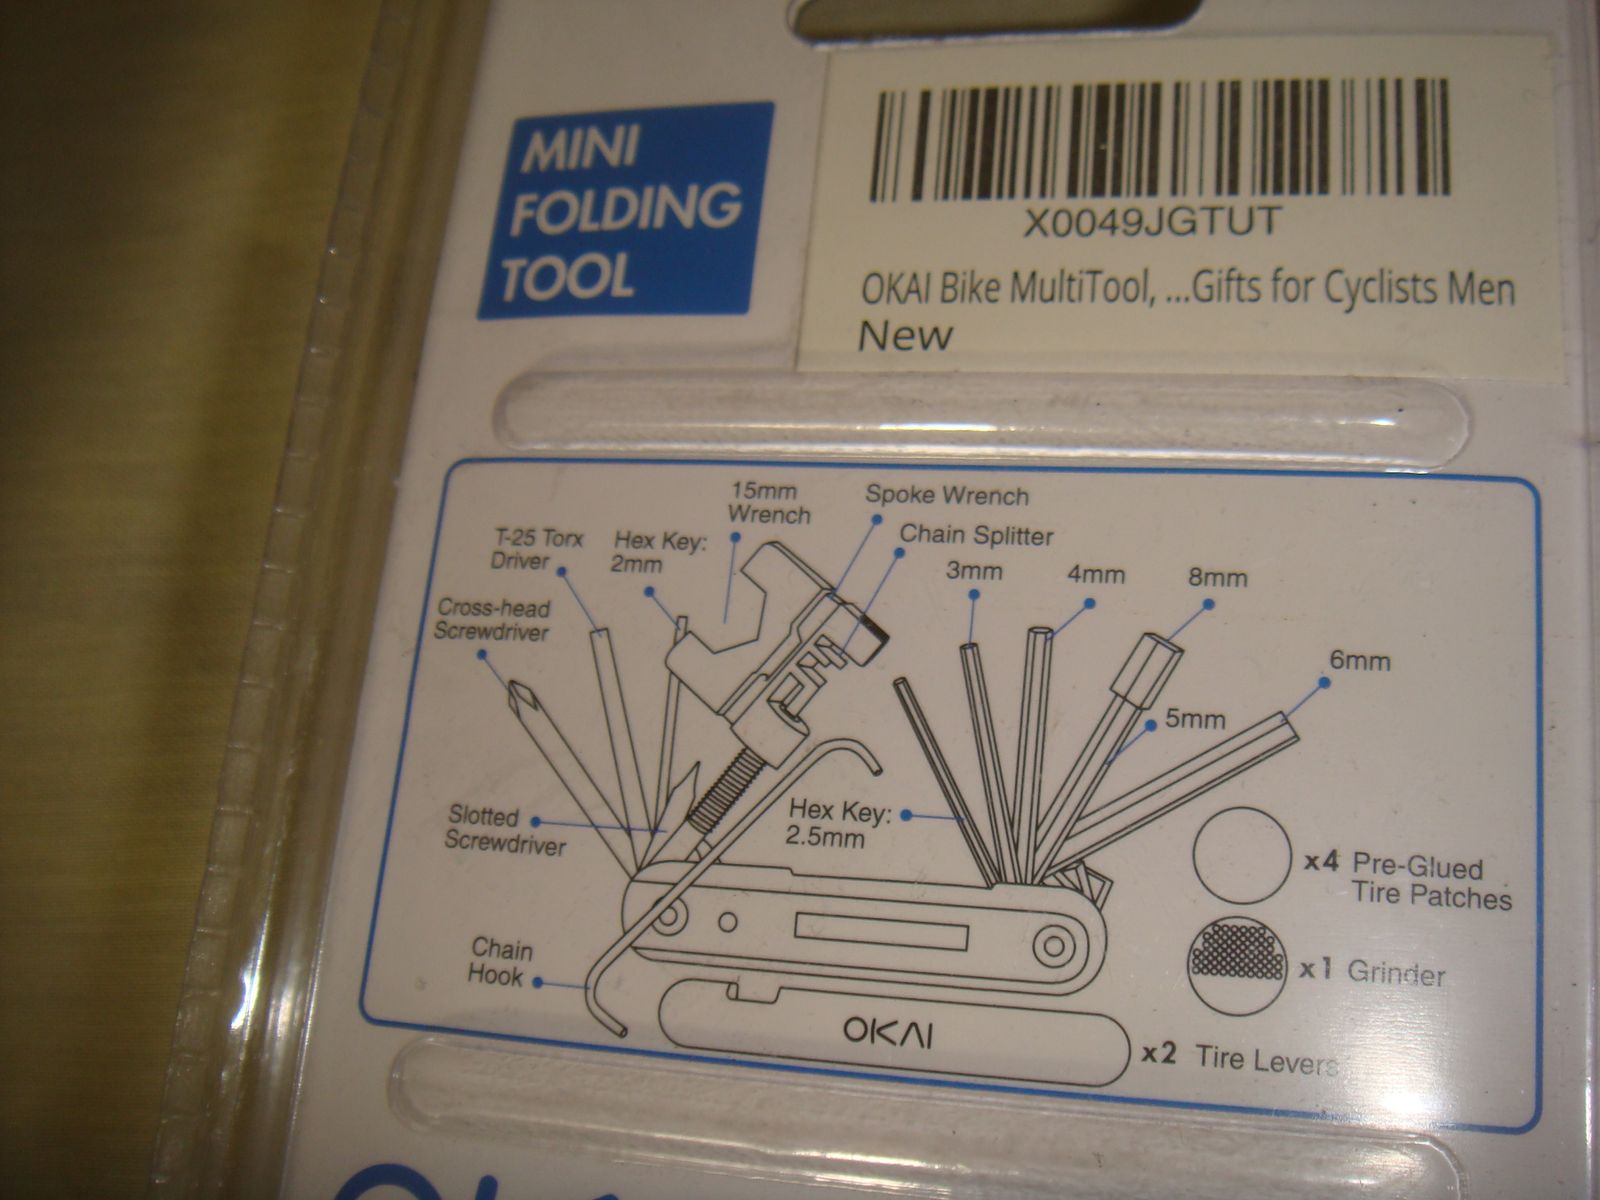 MINI
FOLDING
TOOL
X0049JGTUT
OKAI Bike MultiTool, ...Gifts for Cyclists Men
New
15mm
Wrench
Spoke Wrench
Chain Splitter
T-25 Torx
Driver
Hex Key:
2mm
3mm
4mm
8mm
Cross-head
Screwdriver
6mm
5mm
Slotted
Screwdriver
Hex Key:
2.5mm
x4 Pre-Glued
Tire Patches
Chain
Hook
x1 Grinder
OKAI
x2 Tire Levers